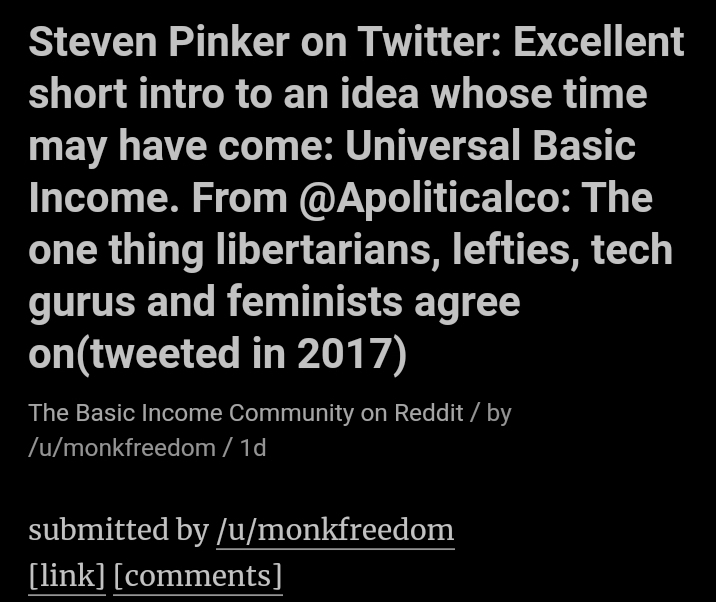 Steven Pinker on Twitter: Excellent
short intro to an idea whose time
may have come: Universal Basic
Income. From @Apoliticalco: The
one thing libertarians, lefties, tech
gurus and feminists agree
on(tweeted in 2017)
The Basic Income Community on Reddit / by
/u/monkfreedom / 1d
submitted by /u/monkfreedom
[link] [comments]